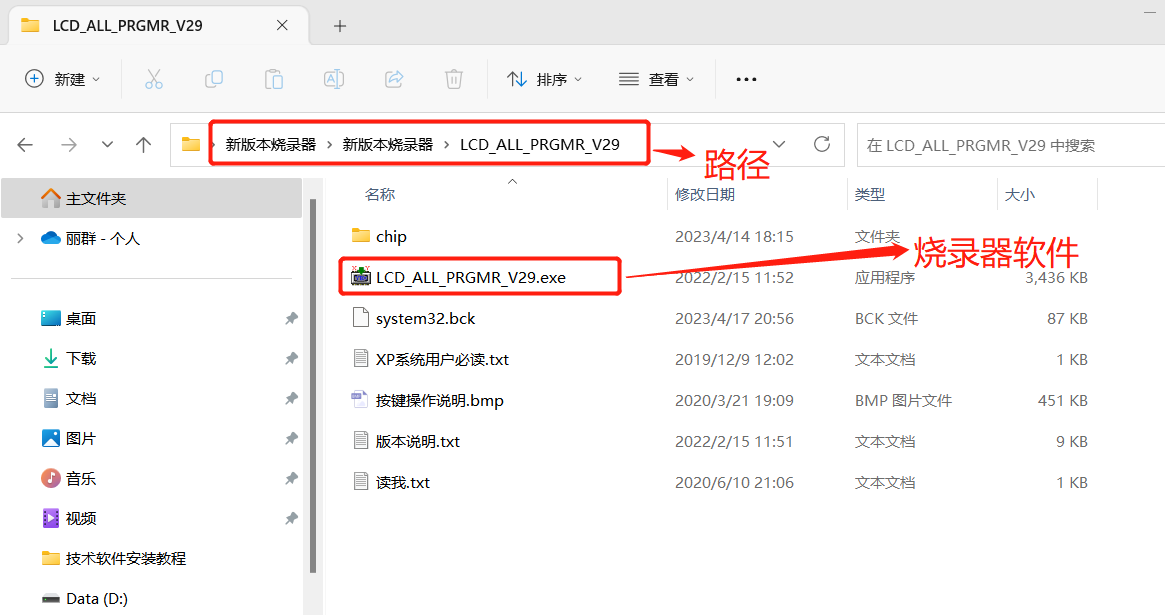 LCD_ALL_PRGMR_V29
新建 排序 查看
新版本烧录器 › 新版本烧录器 › LCD_ALL_PRGMR_V29
在 LCD_ALL_PRGMR_V29 中搜索
路径
主文件夹
丽群 - 个人
桌面
下载
文档
图片
音乐
视频
技术软件安装教程
Data (D:)
名称 修改日期 类型 大小
chip 2023/4/14 18:15 文件夹
烧录器软件
LCD_ALL_PRGMR_V29.exe 2022/2/15 11:52 应用程序 3,436 KB
system32.bck 2023/4/17 20:56 BCK 文件 87 KB
XP系统用户必读.txt 2019/12/9 12:02 文本文档 1 KB
按键操作说明.bmp 2020/3/21 19:09 BMP 图片文件 451 KB
版本说明.txt 2022/2/15 11:51 文本文档 9 KB
读我.txt 2020/6/10 21:06 文本文档 1 KB